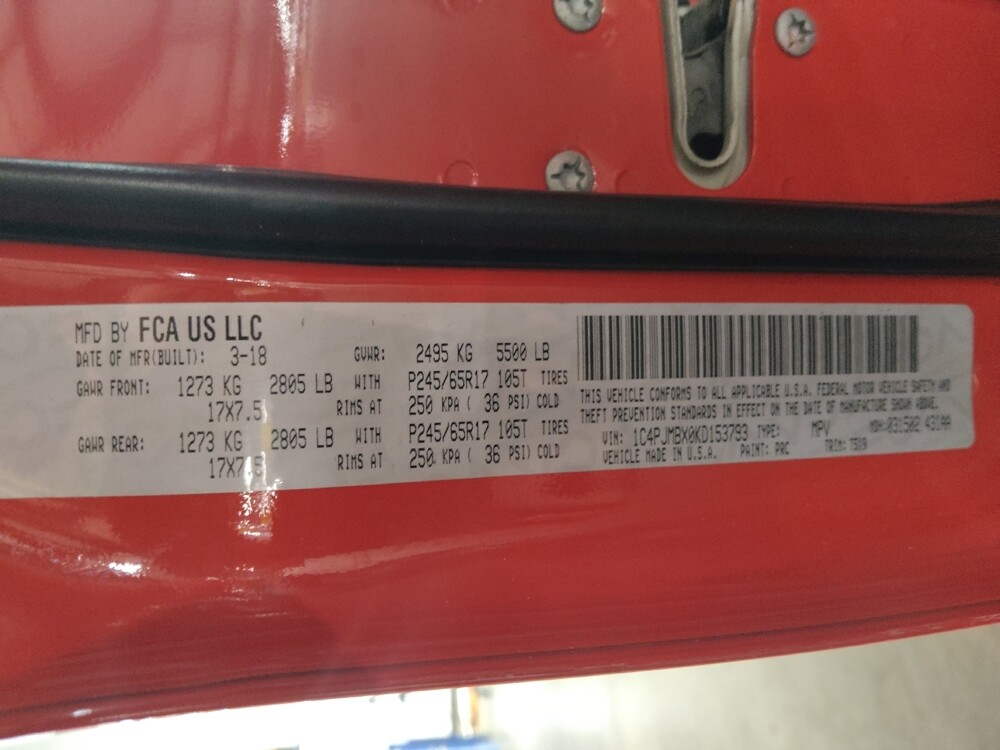 MFD BY FCA US LLC
DATE OF MFR(BUILT): 3-18 GVWR: 2495 KG 5500 LB
GAWR FRONT: 1273 KG 2805 LB WITH P245/65R17 105T TIRES
17X7.5 RIMS AT 250 KPA ( 36 PSI) COLD
GAWR REAR: 1273 KG 2805 LB WITH P245/65R17 105T TIRES
17X7.5 RIMS AT 250 KPA ( 36 PSI) COLD
THIS VEHICLE CONFORMS TO ALL APPLICABLE U.S.A. FEDERAL MOTOR VEHICLE SAFETY AND
THEFT PREVENTION STANDARDS IN EFFECT ON THE DATE OF MANUFACTURE SHOWN ABOVE.
VIN: 1C4PJMBX0KD153793 TYPE: MPV MDH:031502 431AA
VEHICLE MADE IN U.S.A. PAINT: PRC TRIM: